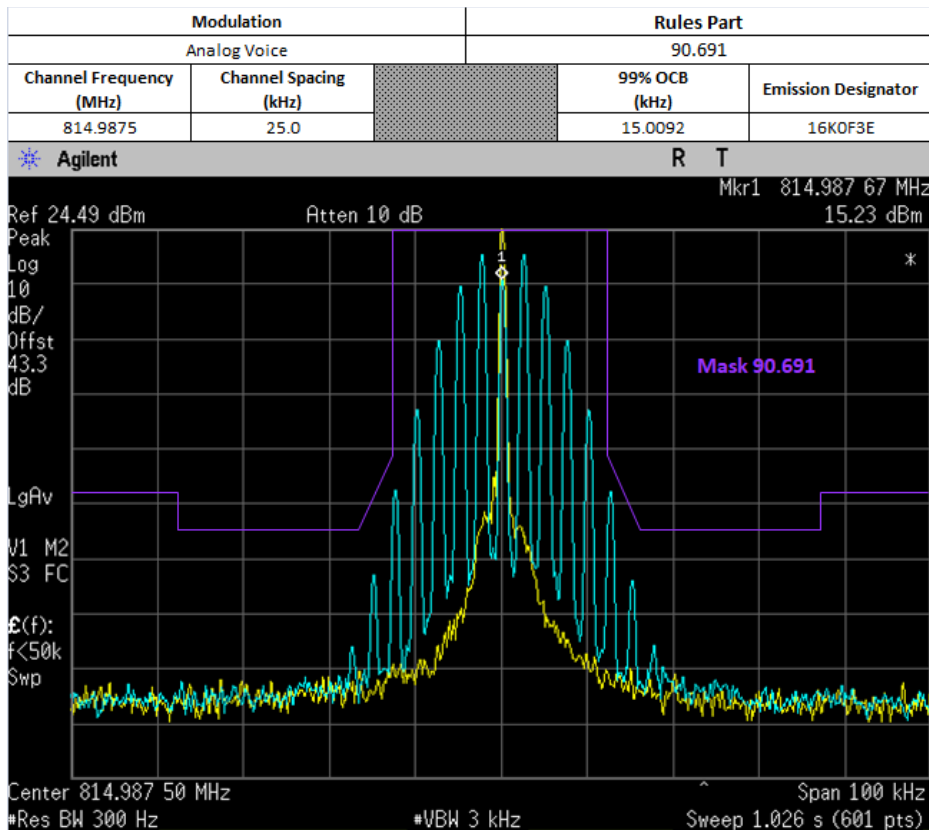 Modulation Rules Part
Analog Voice 90.691
Channel Frequency (MHz) Channel Spacing (kHz) 99% OCB (kHz) Emission Designator
814.9875 25.0 15.0092 16K0F3E
Agilent R T
Mkr1 814.987 67 MHz
Ref 24.49 dBm Atten 10 dB 15.23 dBm
Peak
Log
10
dB/
Offst
43.3
dB
1
*
Mask 90.691
LgAv
V1 M2
S3 FC
£(f):
f<50k
Swp
Center 814.987 50 MHz ^ Span 100 kHz
#Res BW 300 Hz #VBW 3 kHz Sweep 1.026 s (601 pts)